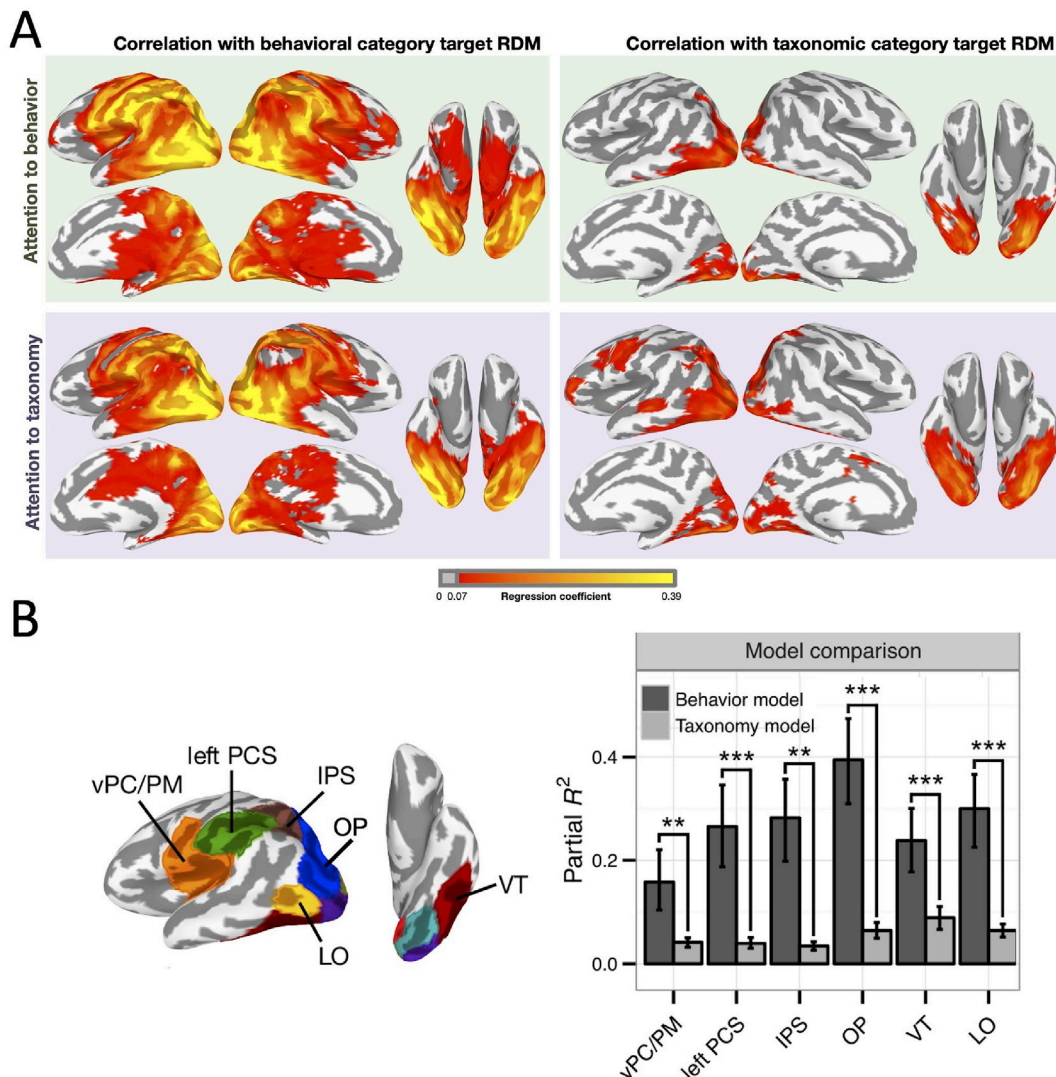 A
Correlation with behavioral category target RDM
Correlation with taxonomic category target RDM
Attention to behavior
Attention to taxonomy
0 0.07 Regression coefficient 0.39
B
left PCS
vPC/PM
IPS
OP
VT
LO
Model comparison
Behavior model
Taxonomy model
Partial R²
0.4
0.2
0.0
**
***
**
***
***
***
vPC/PM
left PCS
IPS
OP
VT
LO